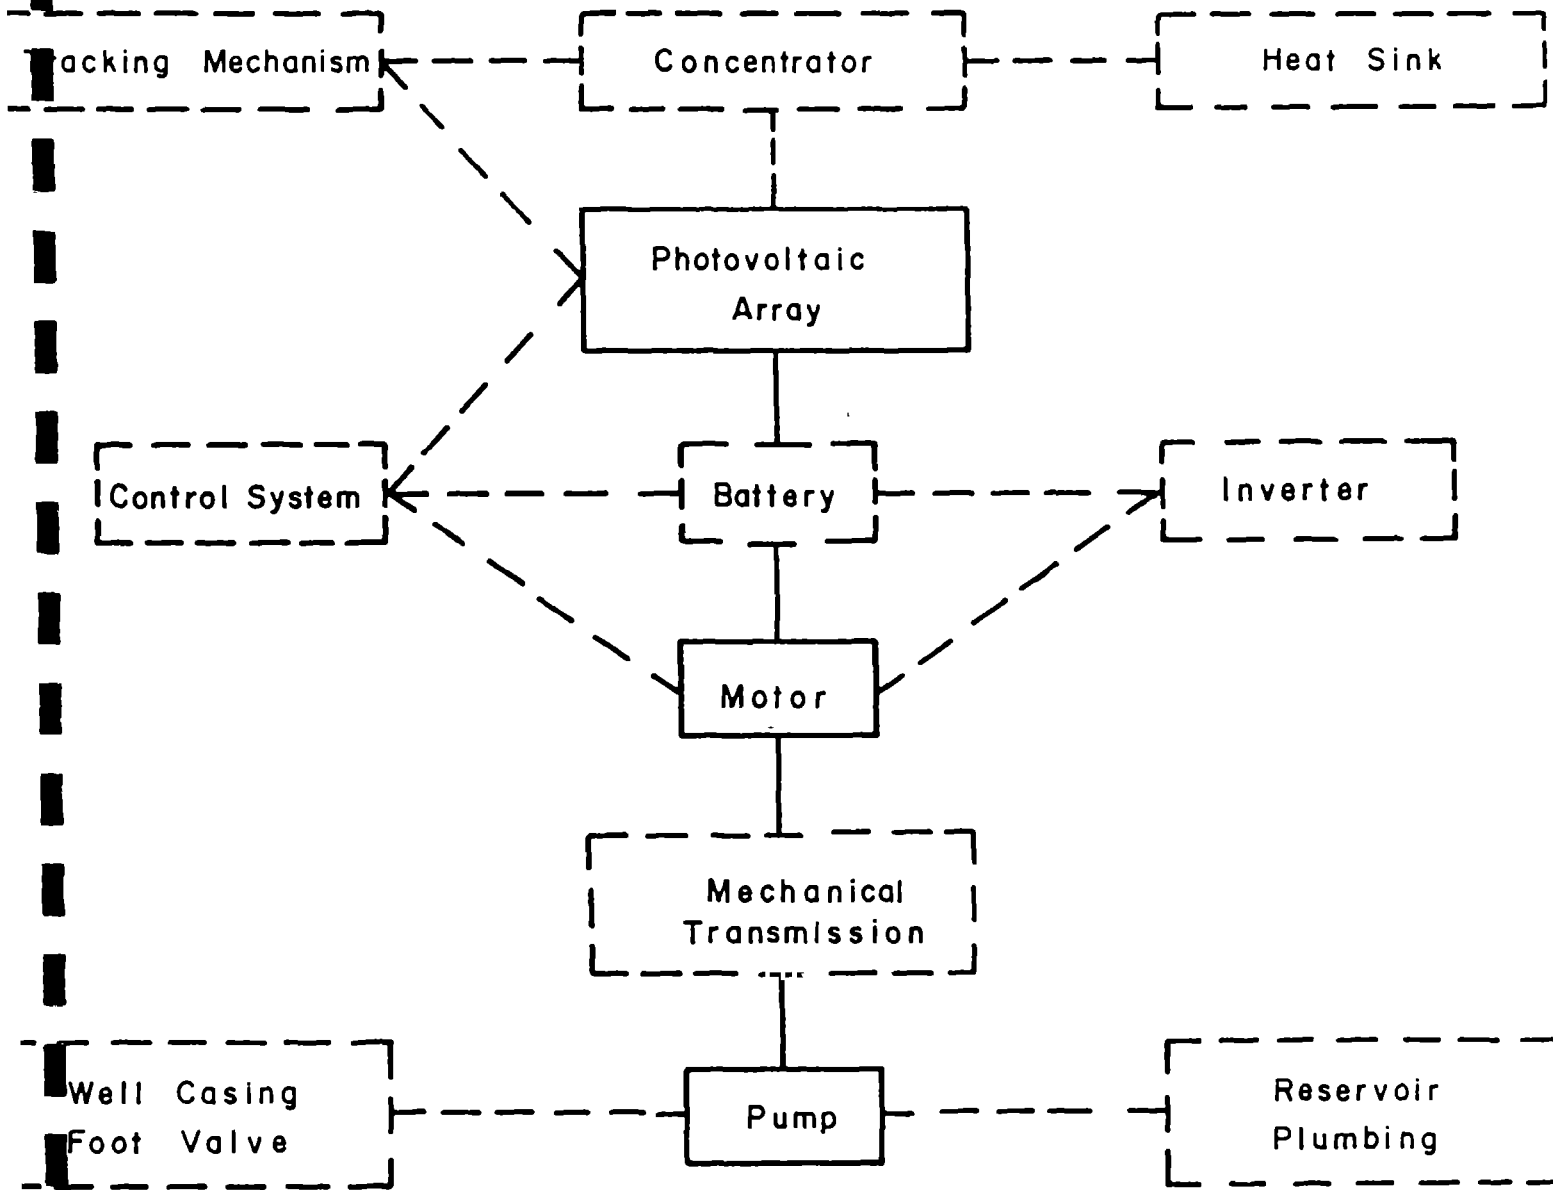 Tracking Mechanism
Concentrator
Heat Sink
Photovoltaic
Array
Control System
Battery
Inverter
Motor
Mechanical
Transmission
Well Casing
Foot Valve
Pump
Reservoir
Plumbing